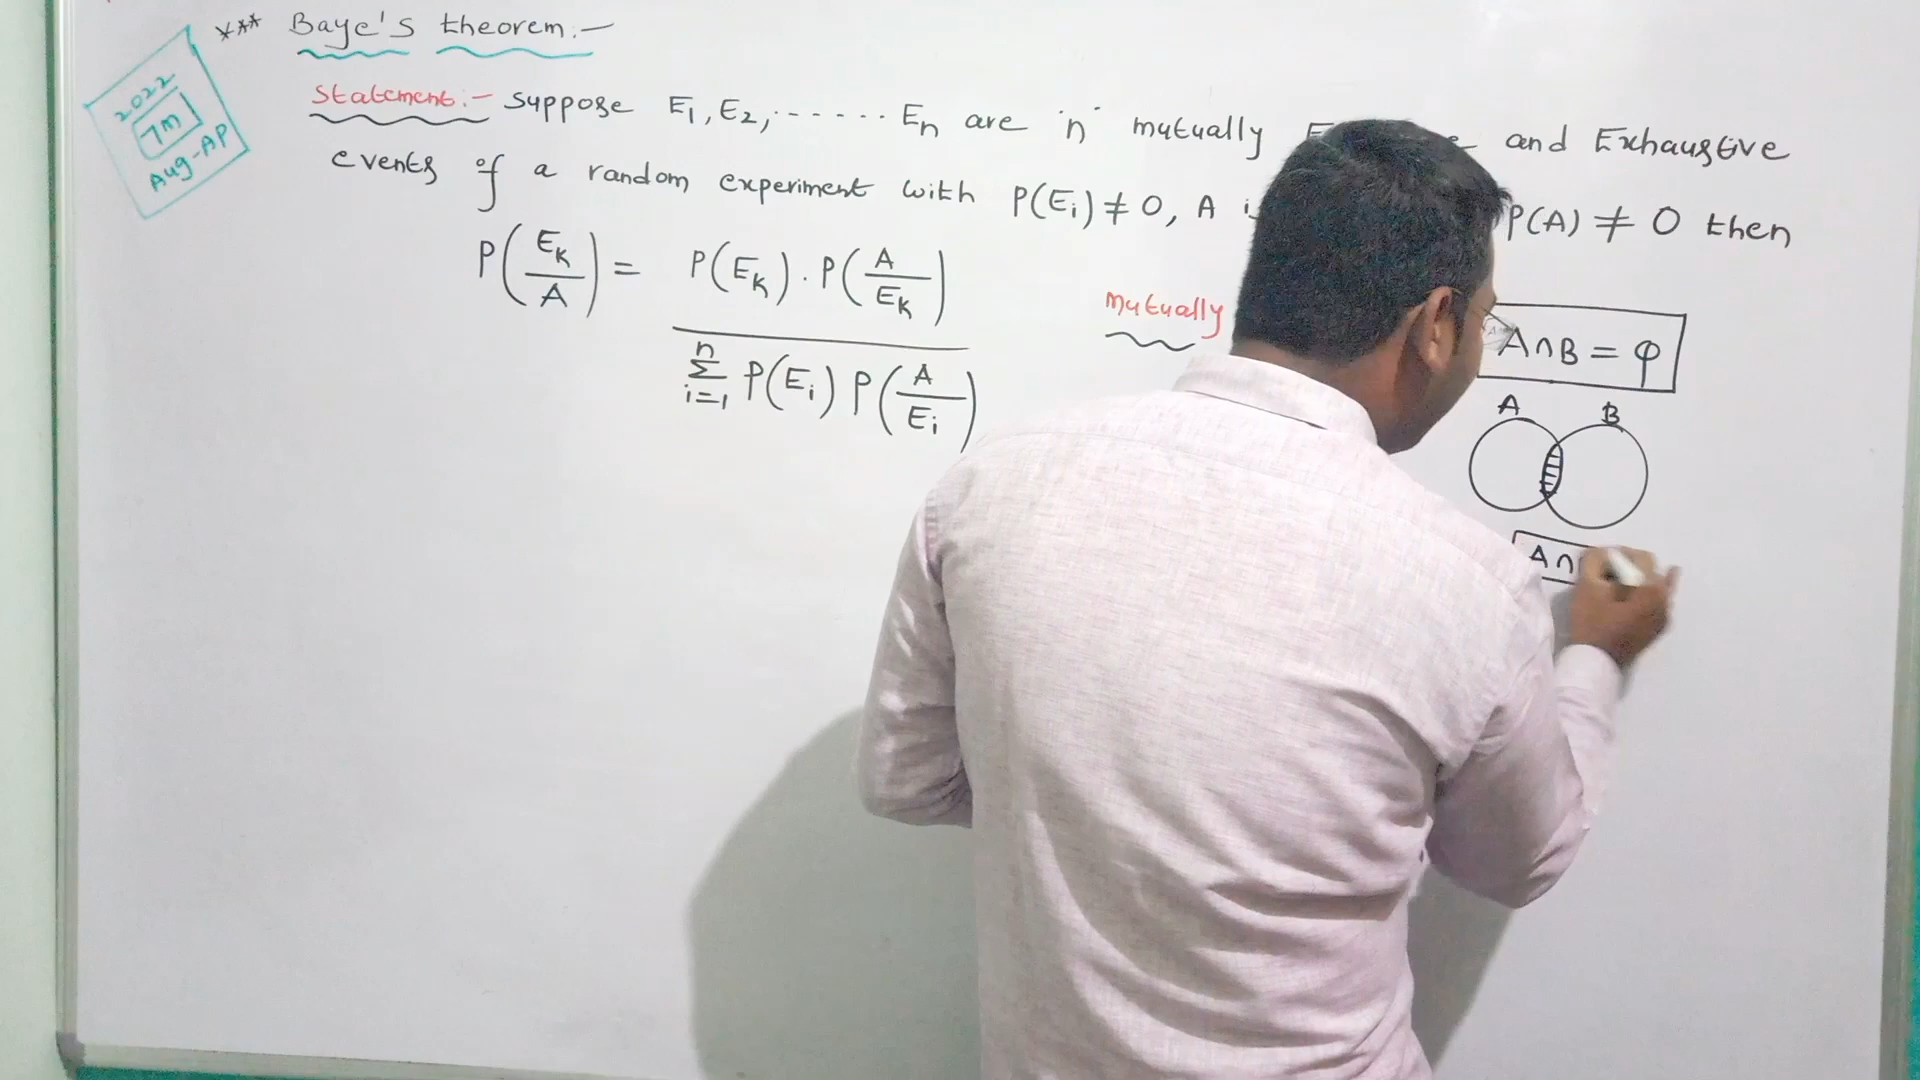 *** Baye's theorem:-
2022
7m
Aug-AP
Statement:- Suppose E₁, E₂, ------ Eₙ are 'n' mutually and Exhaustive
events of a random experiment with P(Eᵢ) ≠ 0, A P(A) ≠ 0 then
P(Eₖ/A) = P(Eₖ) . P(A/Eₖ)
n
Σ P(Eᵢ) P(A/Eᵢ)
i=1
Mutually
A∩B = φ
A B
A∩